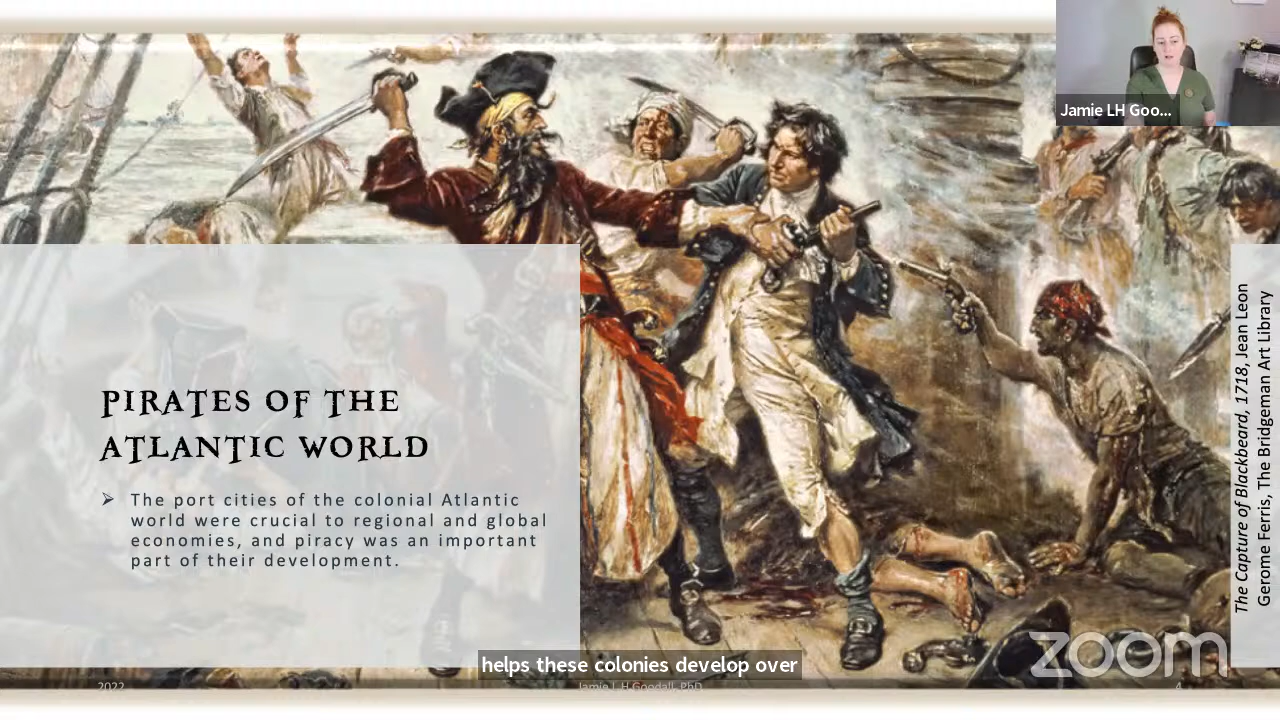 Jamie LH Goo...
PIRATES OF THE
ATLANTIC WORLD
➢ The port cities of the colonial Atlantic
world were crucial to regional and global
economies, and piracy was an important
part of their development.
The Capture of Blackbeard, 1718, Jean Leon
Gerome Ferris, The Bridgeman Art Library
helps these colonies develop over
zoom
2022
Jamie L H Goodall, PhD
4